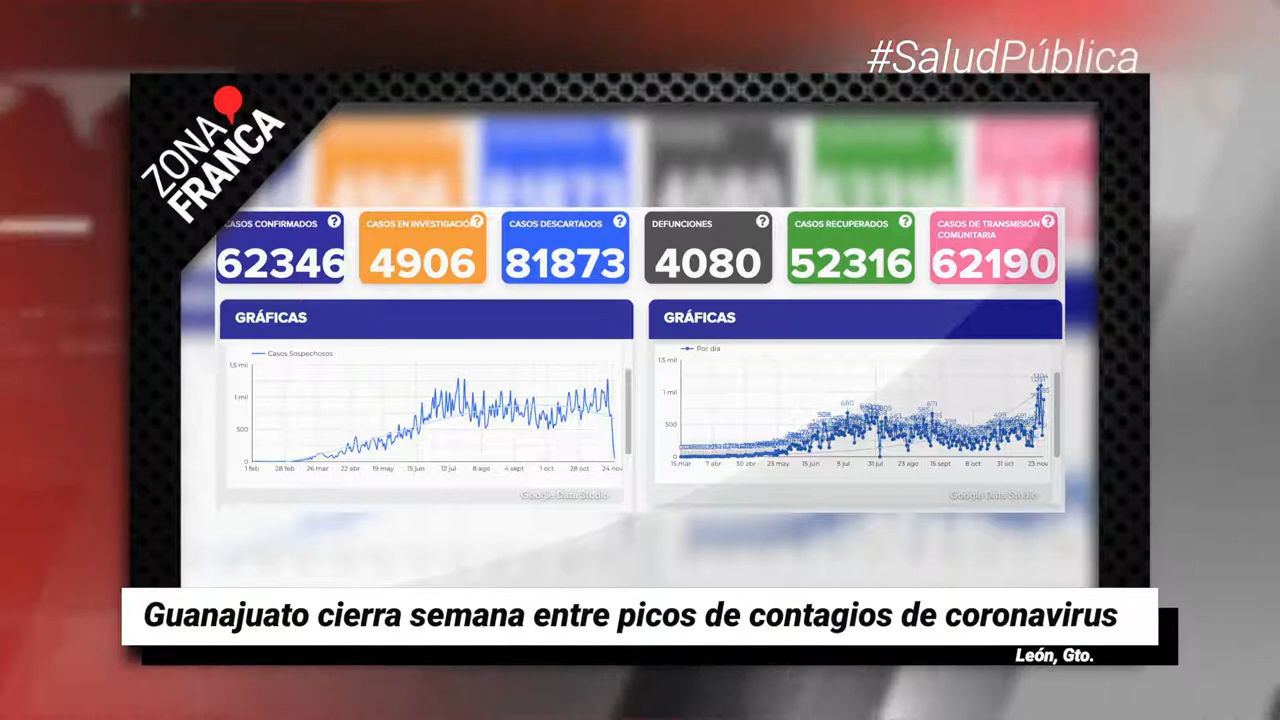 #SaludPública
ZONA
FRANCA
CASOS CONFIRMADOS ?
62346
CASOS EN INVESTIGACIÓN ?
4906
CASOS DESCARTADOS ?
81873
DEFUNCIONES ?
4080
CASOS RECUPERADOS ?
52316
CASOS DE TRANSMISIÓN ?
COMUNITARIA
62190
GRÁFICAS
Casos Sospechosos
1,5 mil
1 mil
500
0
1 feb 28 feb 26 mar 22 abr 19 may 15 jun 12 jul 8 ago 4 sept 1 oct 28 oct 24 nov
Google Data Studio
GRÁFICAS
Por día
1,5 mil
1 mil
500
0
680
671
15 mar 7 abr 30 abr 23 may 15 jun 8 jul 31 jul 23 ago 15 sept 8 oct 31 oct 23 nov
Google Data Studio
Guanajuato cierra semana entre picos de contagios de coronavirus
León, Gto.